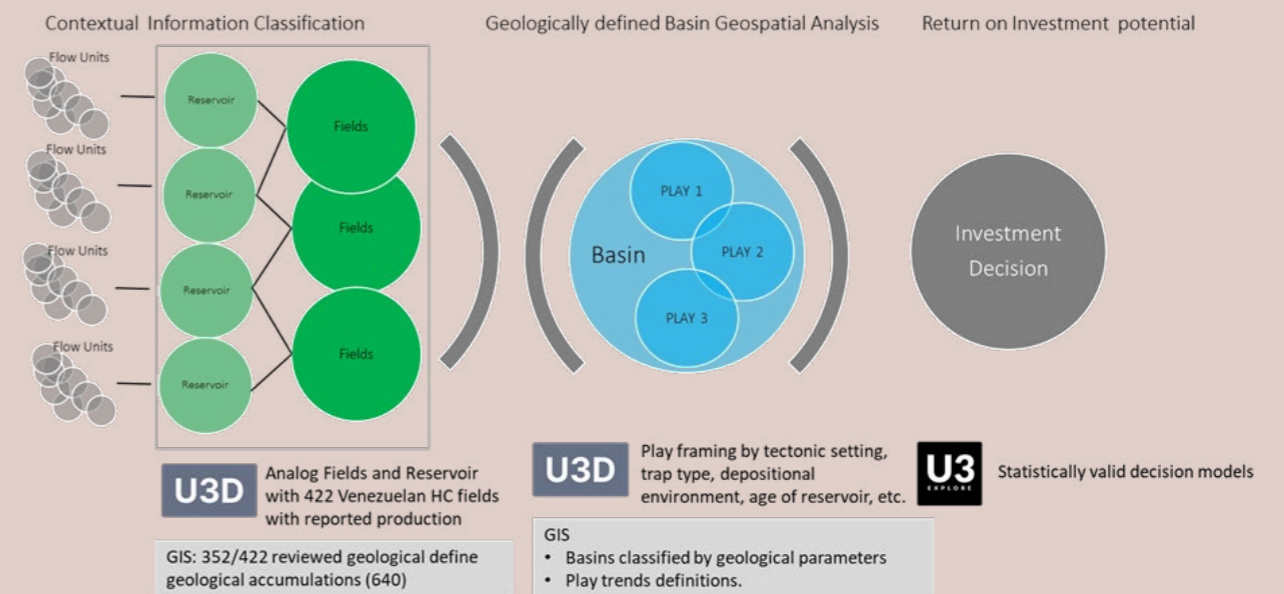 Contextual Information Classification
Geologically defined Basin Geospatial Analysis
Return on Investment potential
Flow Units
Reservoir
Fields
Flow Units
Reservoir
Fields
Flow Units
Reservoir
Fields
Flow Units
Reservoir
Basin
PLAY 1
PLAY 2
PLAY 3
Investment
Decision
U3D
Analog Fields and Reservoir
with 422 Venezuelan HC fields
with reported production
GIS: 352/422 reviewed geological define
geological accumulations (640)
U3D
Play framing by tectonic setting,
trap type, depositional
environment, age of reservoir, etc.
GIS
• Basins classified by geological parameters
• Play trends definitions.
U3
EXPLORE
Statistically valid decision models